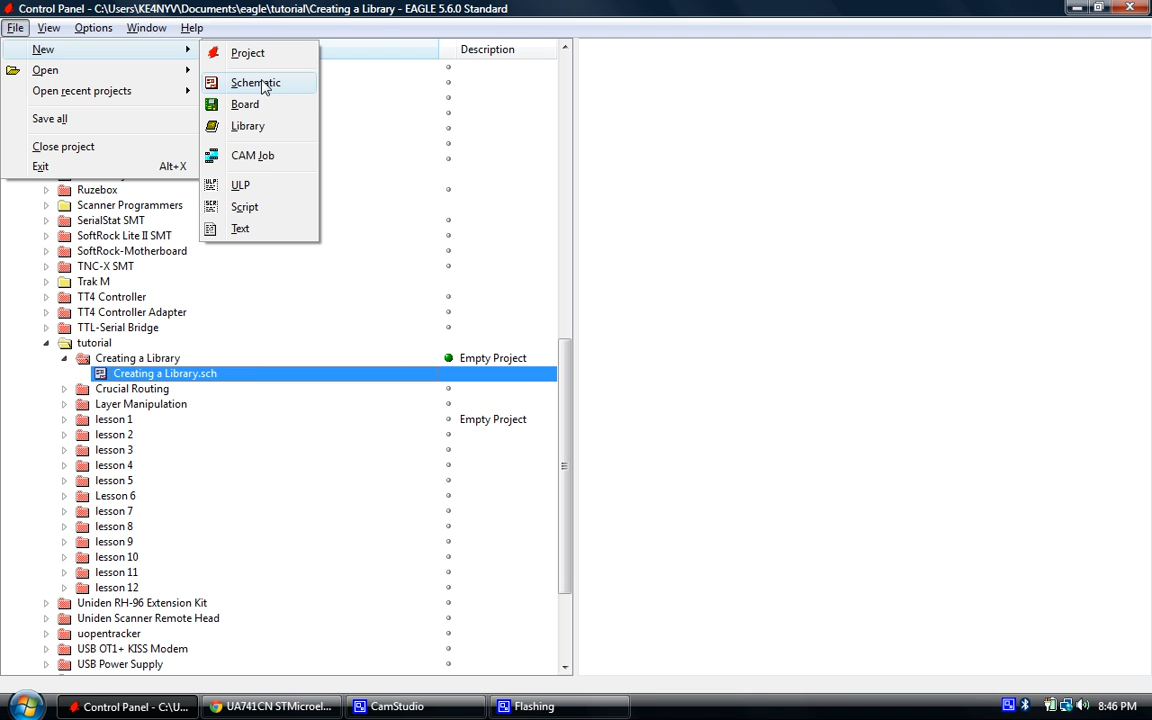 Control Panel - C:\Users\KE4NYV\Documents\eagle\tutorial\Creating a Library - EAGLE 5.6.0 Standard
File View Options Window Help
New
Open
Open recent projects
Save all
Close project
Exit Alt+X
Project
Schematic
Board
Library
CAM Job
ULP
Script
Text
Description
Ruzebox
Scanner Programmers
SerialStat SMT
SoftRock Lite II SMT
SoftRock-Motherboard
TNC-X SMT
Trak M
TT4 Controller
TT4 Controller Adapter
TTL-Serial Bridge
tutorial
Creating a Library Empty Project
Creating a Library.sch
Crucial Routing
Layer Manipulation
lesson 1 Empty Project
lesson 2
lesson 3
lesson 4
lesson 5
Lesson 6
lesson 7
lesson 8
lesson 9
lesson 10
lesson 11
lesson 12
Uniden RH-96 Extension Kit
Uniden Scanner Remote Head
uopentracker
USB OT1+ KISS Modem
USB Power Supply
Control Panel - C:\U... UA741CN STMicroel... CamStudio Flashing 8:46 PM